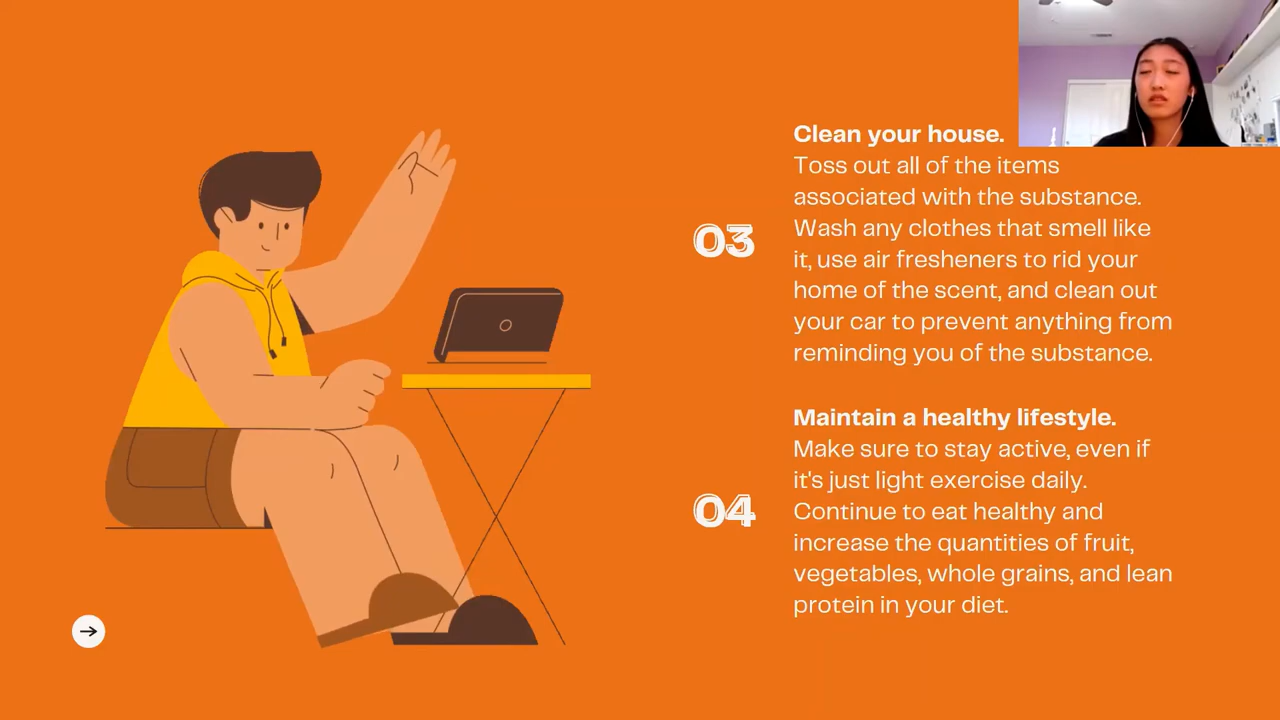 Clean your house.
Toss out all of the items
associated with the substance.
Wash any clothes that smell like
it, use air fresheners to rid your
home of the scent, and clean out
your car to prevent anything from
reminding you of the substance.
03
Maintain a healthy lifestyle.
Make sure to stay active, even if
it's just light exercise daily.
Continue to eat healthy and
increase the quantities of fruit,
vegetables, whole grains, and lean
protein in your diet.
04